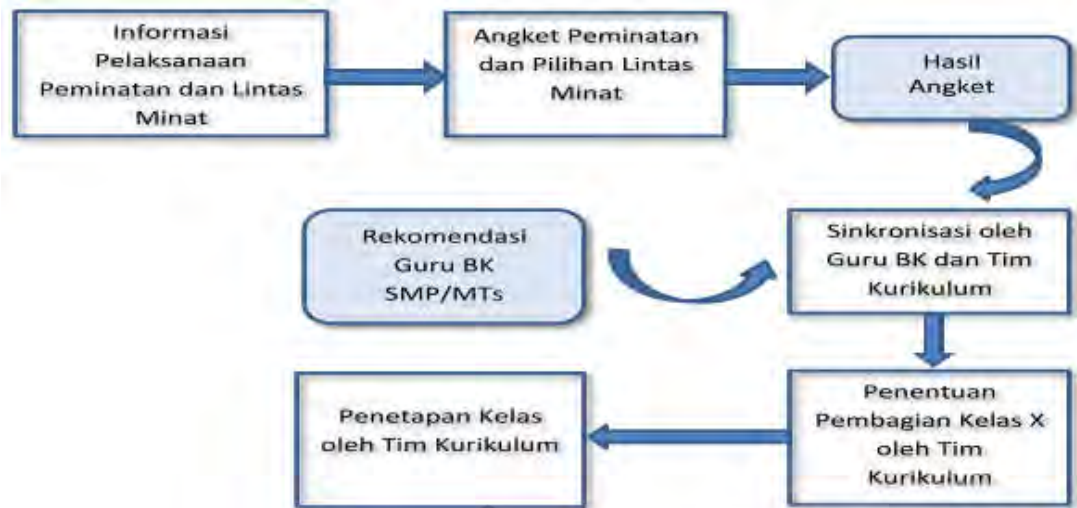 Informasi
Pelaksanaan
Peminatan dan Lintas
Minat
Angket Peminatan
dan Pilihan Lintas
Minat
Hasil
Angket
Rekomendasi
Guru BK
SMP/MTs
Sinkronisasi oleh
Guru BK dan Tim
Kurikulum
Penentuan
Pembagian Kelas X
oleh Tim
Kurikulum
Penetapan Kelas
oleh Tim Kurikulum